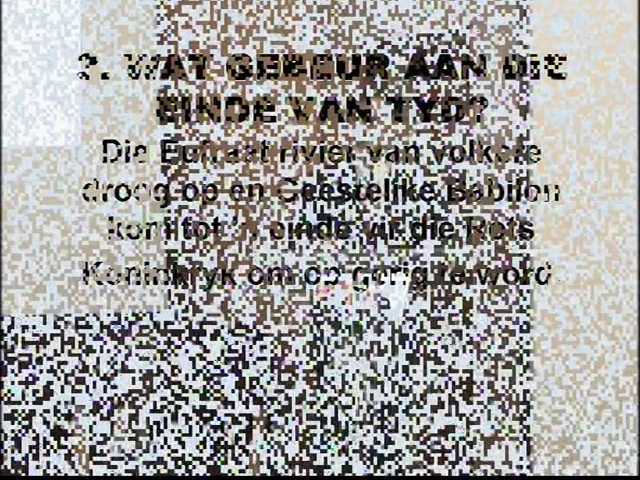 ?. WAT GEBEUR AAN DIE
EINDE VAN TYD?
Die Eufraat rivier van volkere
droog op en Geestelike Babilon
kom tot 'n einde vir die Rots
Koninkryk om op gerig te word